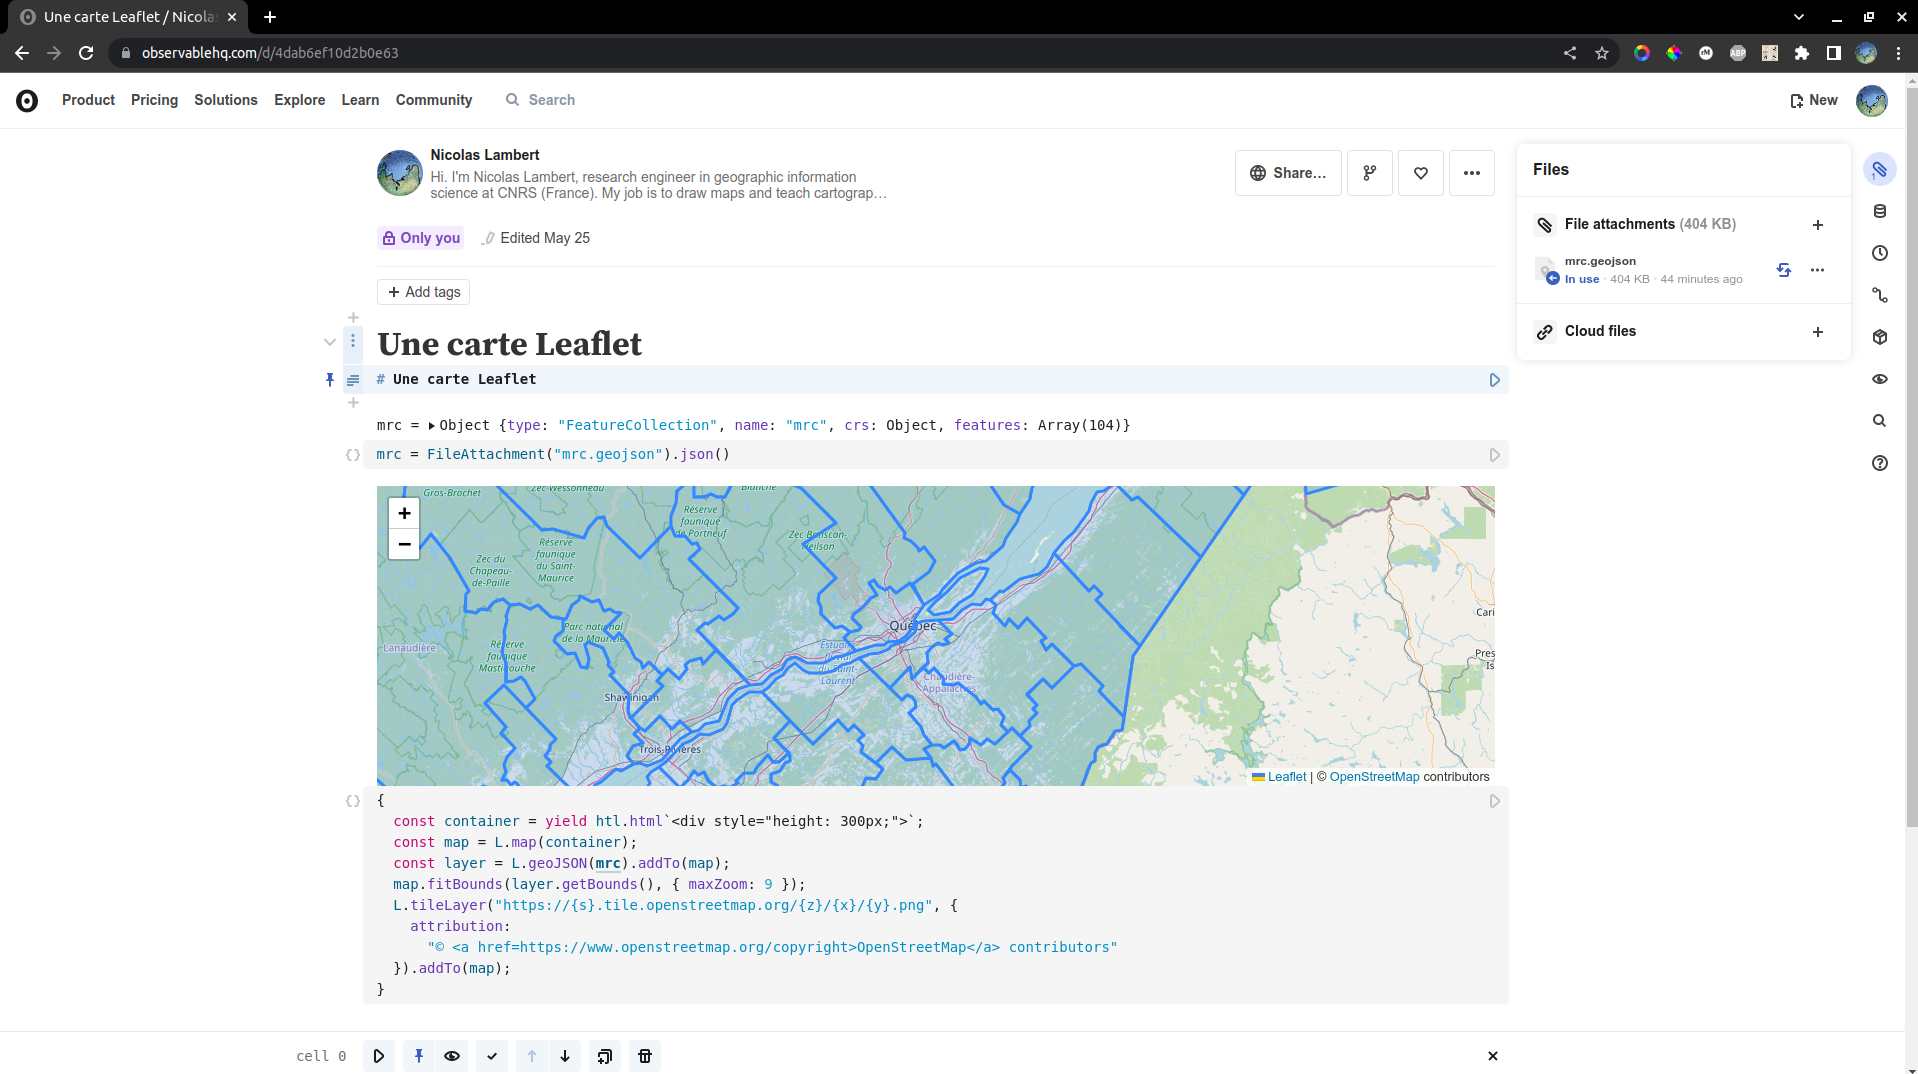 Une carte Leaflet / Nicola
observablehq.com/d/4dab6ef10d2b0e63
rM
ABP
Product Pricing Solutions Explore Learn Community Search New
Nicolas Lambert
Hi. I'm Nicolas Lambert, research engineer in geographic information
science at CNRS (France). My job is to draw maps and teach cartograp…
Share…
Only you Edited May 25
Add tags
Une carte Leaflet
# Une carte Leaflet
mrc = Object {type: "FeatureCollection", name: "mrc", crs: Object, features: Array(104)}
mrc = FileAttachment("mrc.geojson").json()
+
−
Gros-Brochet
Zec Wessonneau
Blanche
Réserve
faunique
de Portneuf
Zec Batiscan-
Neilson
Réserve
faunique
du Saint-
Maurice
Zec du
Chapeau-
de-Paille
Parc national
de la Mauricie
Réserve
faunique
Mastigouche
Lanaudière
Québec
Estuaire
fluvial
du Saint-
Laurent
Chaudière-
Appalaches
Shawinigan
Trois-Rivières
Cari
Pres
Is
Leaflet | © OpenStreetMap contributors
{
const container = yield htl.html`<div style="height: 300px;">`;
const map = L.map(container);
const layer = L.geoJSON(mrc).addTo(map);
map.fitBounds(layer.getBounds(), { maxZoom: 9 });
L.tileLayer("https://{s}.tile.openstreetmap.org/{z}/{x}/{y}.png", {
attribution:
"© <a href=https://www.openstreetmap.org/copyright>OpenStreetMap</a> contributors"
}).addTo(map);
}
cell 0
Files
File attachments (404 KB)
mrc.geojson
In use · 404 KB · 44 minutes ago
Cloud files
1